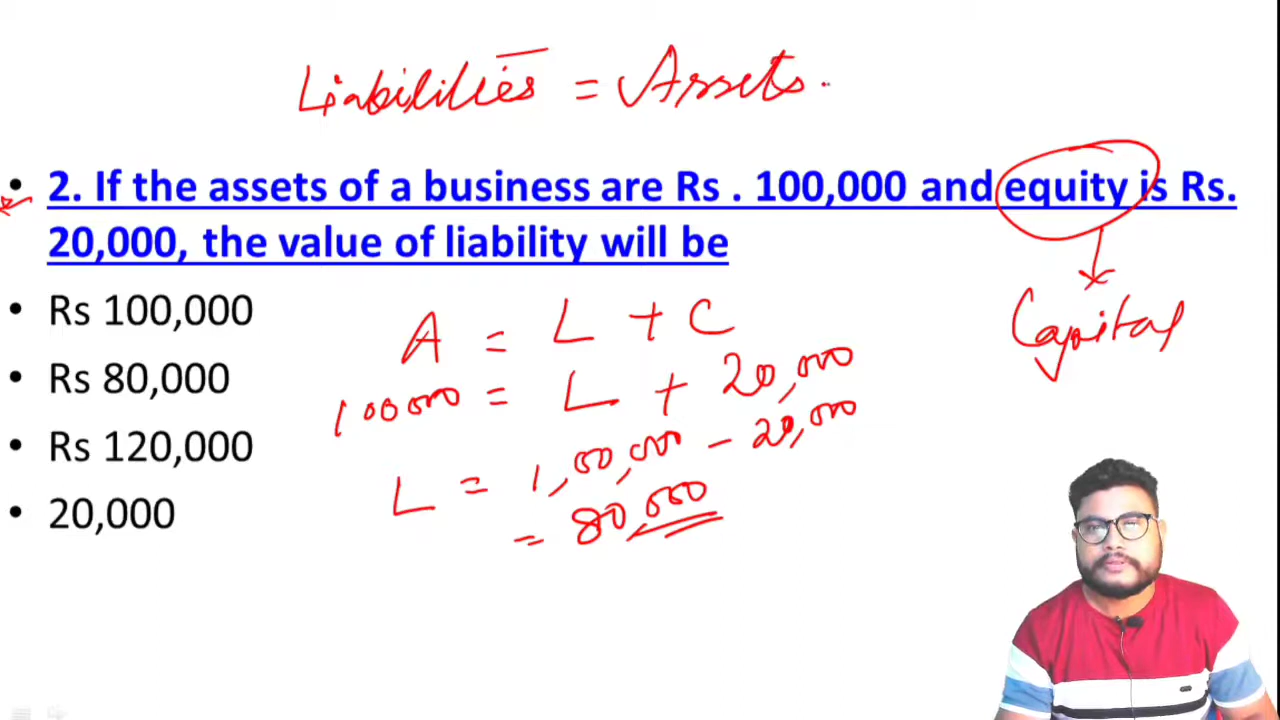 Liabilities = Assets
• 2. If the assets of a business are Rs . 100,000 and equity is Rs.
20,000, the value of liability will be
Capital
• Rs 100,000
• Rs 80,000
• Rs 120,000
• 20,000
A = L + C
100000 = L + 20,000
L = 1,00,000 - 20,000
= 80,000